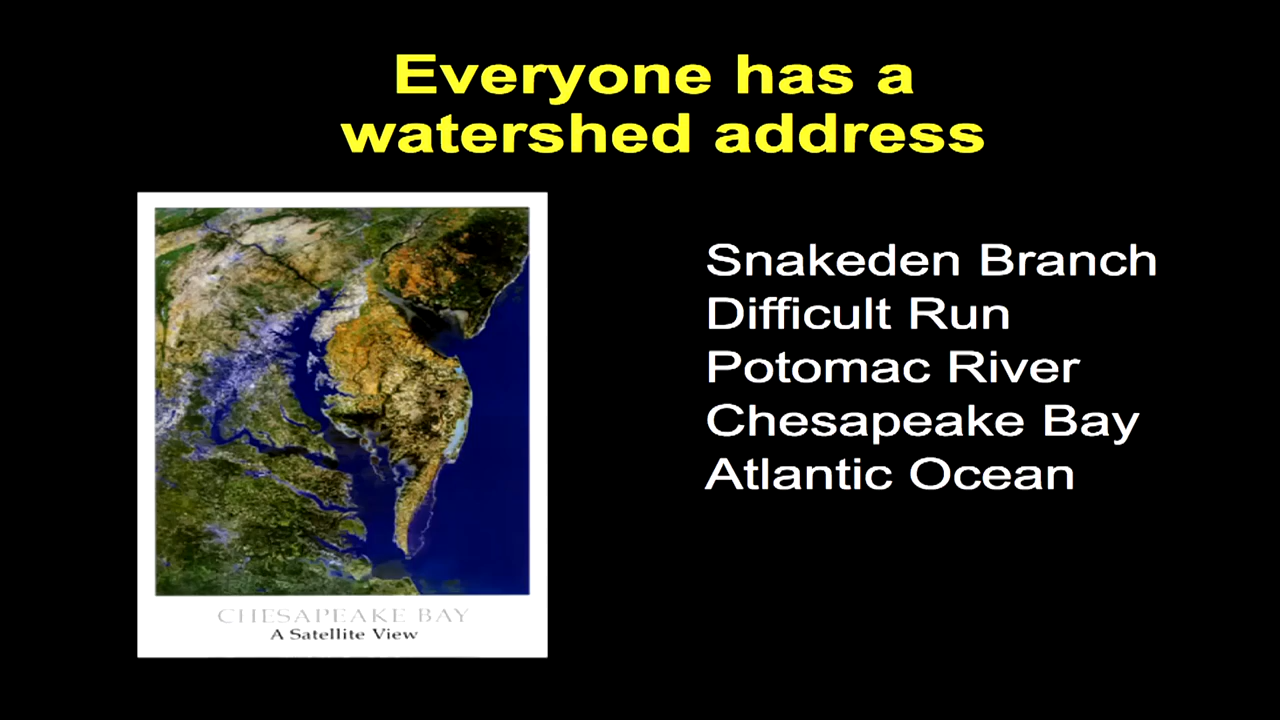 Everyone has a
watershed address
Snakeden Branch
Difficult Run
Potomac River
Chesapeake Bay
Atlantic Ocean
CHESAPEAKE BAY
A Satellite View